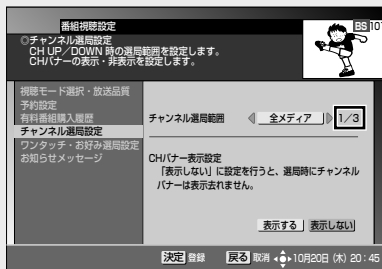 番組視聴設定
BS 101
◎チャンネル選局設定
CH UP／DOWN 時の選局
範囲を設定します。
CHバナーの表示・非表示を
設定します。
視聴モード選択・放送品質
予約設定
有料番組購入履歴
チャンネル選局設定
ワンタッチ・お好み選局設定
お知らせメッセージ
チャンネル選局範囲 全メディア 1／3
CHバナー表示設定
「表示しない」に設定を行うと、選局時にチャンネル
バナーは表示去れません。
表示する 表示しない
決定 登録 戻る 取消 10月20日 (木) 20：45